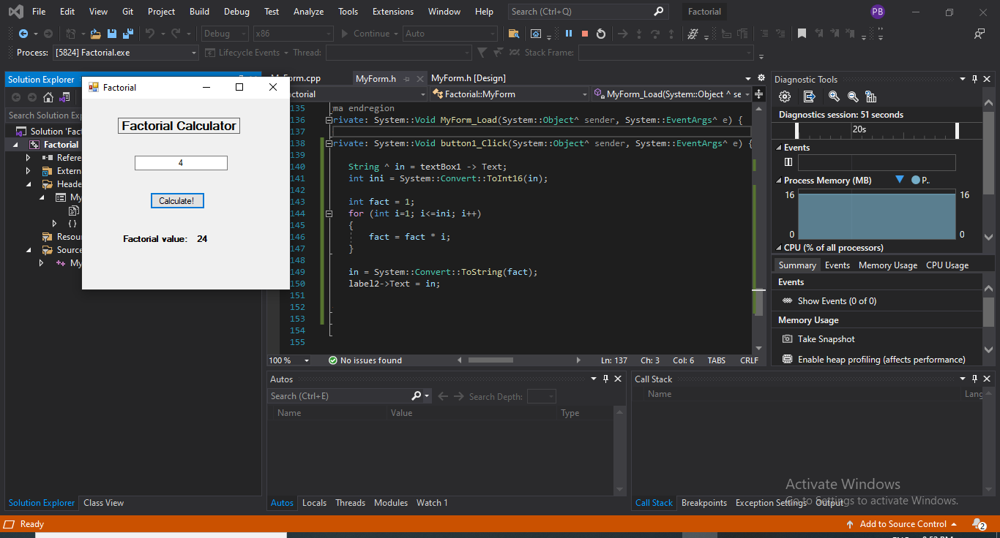 File Edit View Git Project Build Debug Test Analyze Tools Extensions Window Help Search (Ctrl+Q) Factorial PB
Debug x86 Continue Auto
Process: [5824] Factorial.exe Lifecycle Events Thread: Stack Frame:
Solution Explorer
Search Solution Exp
Solution 'Fact
Factorial
Refere
Extern
Heade
My
{ }
Resou
Source
My
Solution Explorer Class View
Factorial
Factorial Calculator
4
Calculate!
Factorial value: 24
Form.cpp MyForm.h MyForm.h [Design]
ctorial Factorial::MyForm MyForm_Load(System::Object ^ se
135 ma endregion
136 rivate: System::Void MyForm_Load(System::Object^ sender, System::EventArgs^ e) {
137
138 rivate: System::Void button1_Click(System::Object^ sender, System::EventArgs^ e) {
139
140 String ^ in = textBox1 -> Text;
141 int ini = System::Convert::ToInt16(in);
142
143 int fact = 1;
144 for (int i=1; i<=ini; i++)
145 {
146 fact = fact * i;
147 }
148
149 in = System::Convert::ToString(fact);
150 label2->Text = in;
151
152
153
154
155
100 % No issues found Ln: 137 Ch: 3 Col: 6 TABS CRLF
Autos
Search (Ctrl+E) Search Depth:
Name Value Type
Autos Locals Threads Modules Watch 1
Diagnostic Tools
Diagnostics session: 51 seconds
20s
Events
Process Memory (MB) P..
16 16
0 0
CPU (% of all processors)
Summary Events Memory Usage CPU Usage
Events
Show Events (0 of 0)
Memory Usage
Take Snapshot
Enable heap profiling (affects performance)
Call Stack
Name Lang
Call Stack Breakpoints Exception Settings Output
Activate Windows
Go to Settings to activate Windows.
Ready Add to Source Control 2